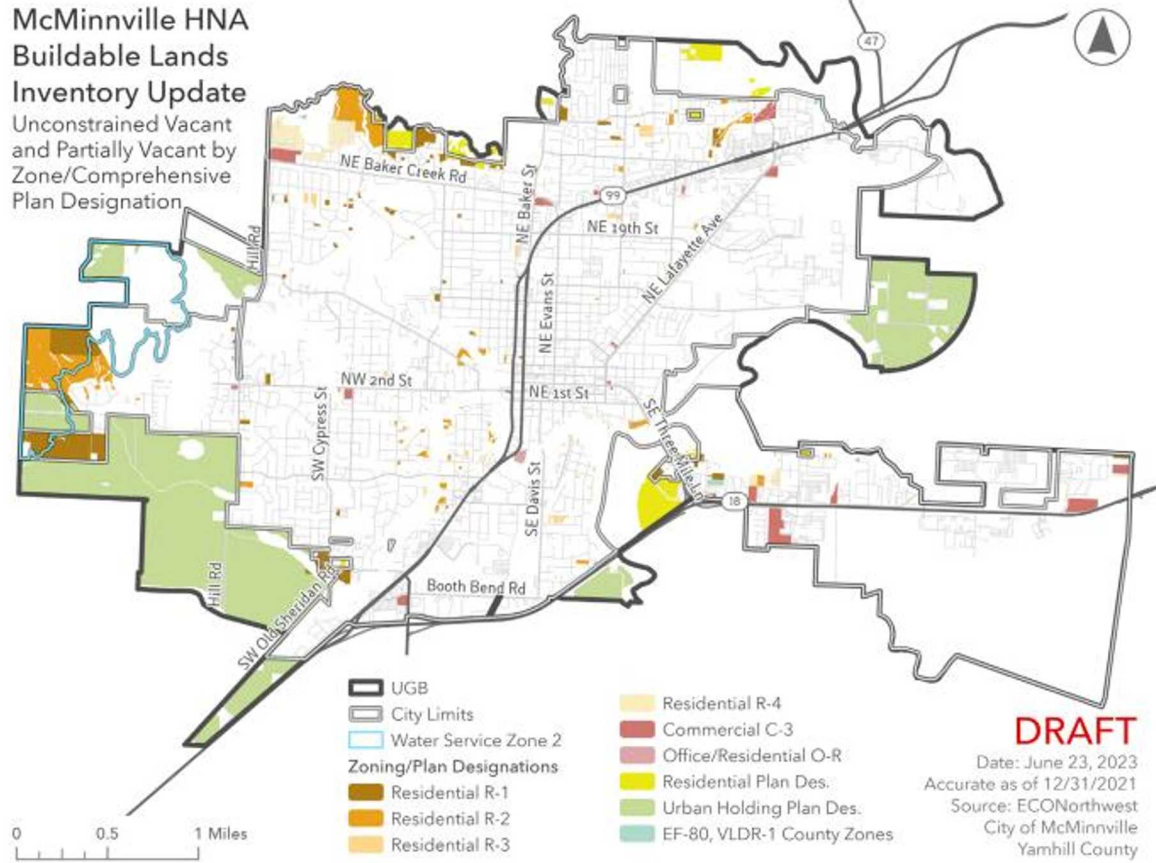 McMinnville HNA
Buildable Lands
Inventory Update
Unconstrained Vacant
and Partially Vacant by
Zone/Comprehensive
Plan Designation
47
NE Baker Creek Rd
NE Baker St
99
NE 19th St
Hill Rd
NE Lafayette Ave
NE Evans St
NW 2nd St
NE 1st St
SW Cypress St
SE Three Mile Ln
SE Davis St
18
Hill Rd
Booth Bend Rd
SW Old Sheridan Rd
UGB
City Limits
Water Service Zone 2
Zoning/Plan Designations
Residential R-1
Residential R-2
Residential R-3
Residential R-4
Commercial C-3
Office/Residential O-R
Residential Plan Des.
Urban Holding Plan Des.
EF-80, VLDR-1 County Zones
0 0.5 1 Miles
DRAFT
Date: June 23, 2023
Accurate as of 12/31/2021
Source: ECONorthwest
City of McMinnville
Yamhill County